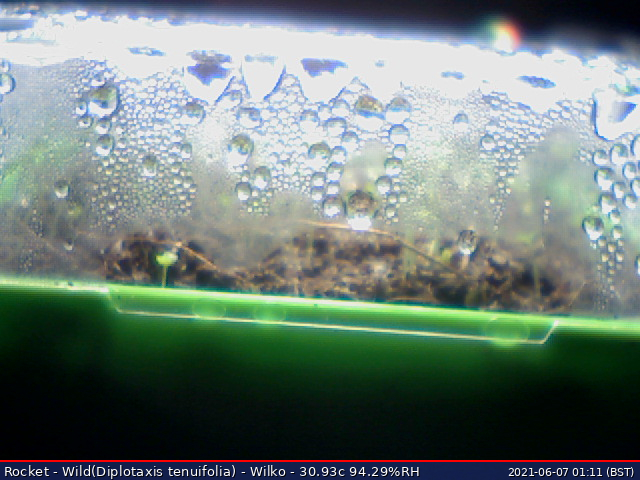 Rocket - Wild(Diplotaxis tenuifolia) - Wilko - 30.93c 94.29%RH
2021-06-07 01:11 (BST)